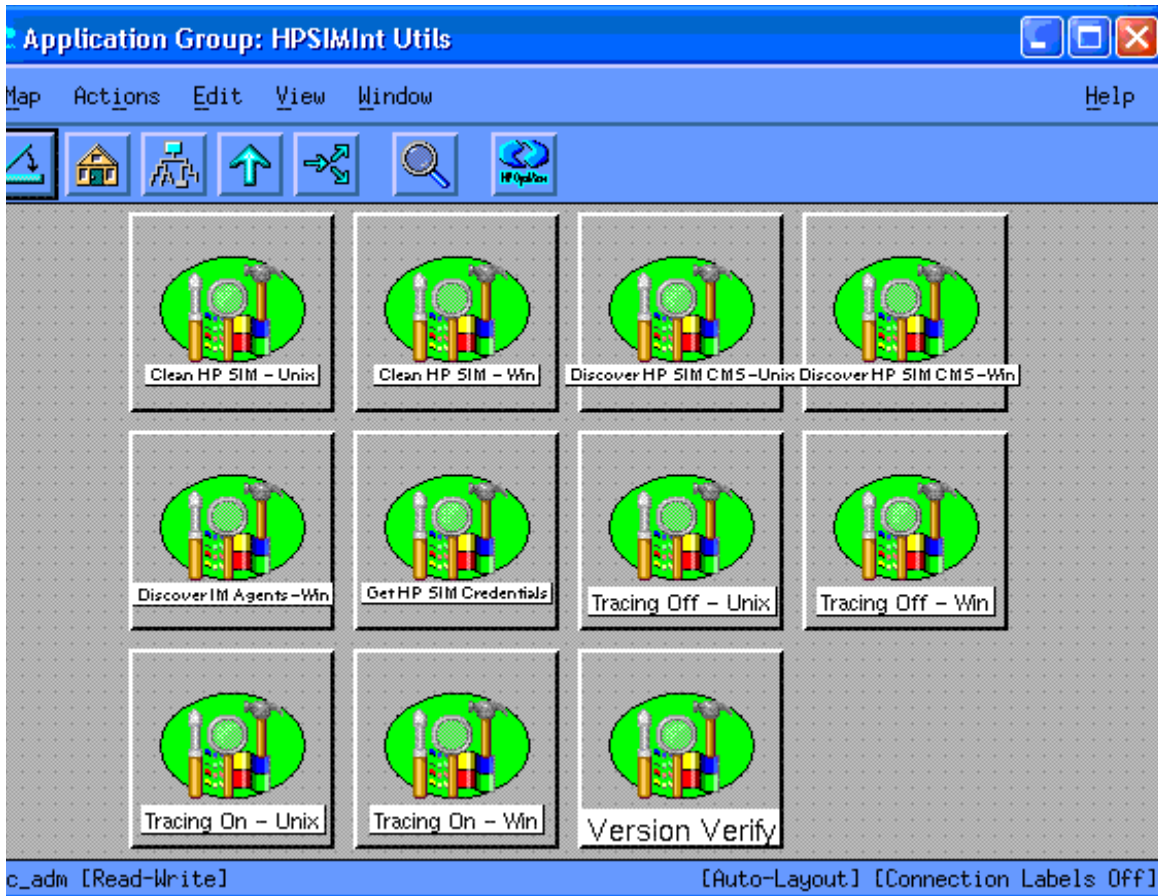 Application Group: HPSIMInt Utils
Map Actions Edit View Window Help
HP OpenView
Clean HP SIM - Unix
Clean HP SIM - Win
Discover HP SIM CMS-Unix
Discover HP SIM CMS-Win
Discover IM Agents-Win
Get HP SIM Credentials
Tracing Off - Unix
Tracing Off - Win
Tracing On - Unix
Tracing On - Win
Version Verify
c_adm [Read-Write] [Auto-Layout] [Connection Labels Off]